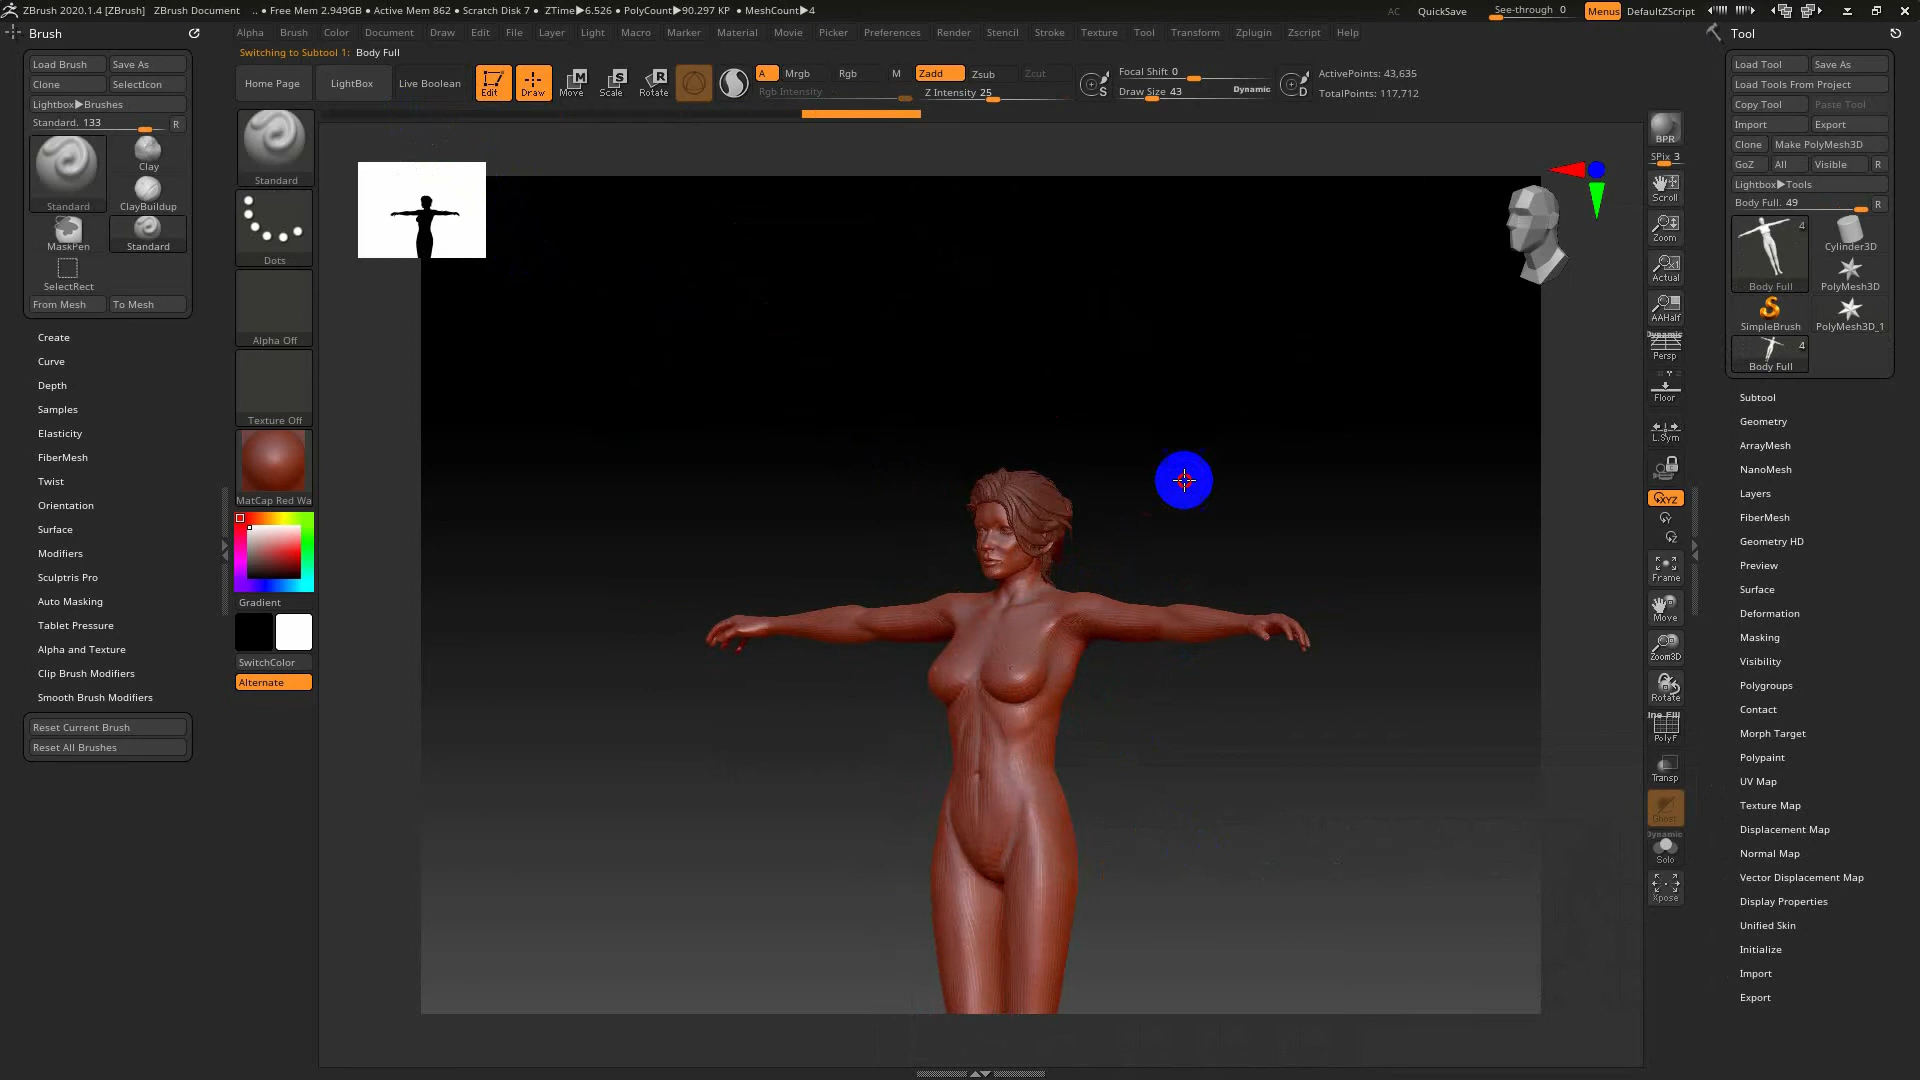 ZBrush 2020.1.4 [ZBrush] ZBrush Document .. ● Free Mem 2.949GB ● Active Mem 862 ● Scratch Disk 7 ● ZTime▶6.526 ● PolyCount▶90.297 KP ● MeshCount▶4 AC QuickSave See-through 0 Menus DefaultZScript
Brush
Alpha Brush Color Document Draw Edit File Layer Light Macro Marker Material Movie Picker Preferences Render Stencil Stroke Texture Tool Transform Zplugin Zscript Help
Tool
Switching to Subtool 1: Body Full
Load Brush Save As
Clone SelectIcon
Lightbox▶Brushes
Standard. 133 R
Standard
Clay
ClayBuildup
MaskPen
Standard
SelectRect
From Mesh To Mesh
Create
Curve
Depth
Samples
Elasticity
FiberMesh
Twist
Orientation
Surface
Modifiers
Sculptris Pro
Auto Masking
Tablet Pressure
Alpha and Texture
Clip Brush Modifiers
Smooth Brush Modifiers
Reset Current Brush
Reset All Brushes
Home Page LightBox Live Boolean Edit Draw Move Scale Rotate
A Mrgb Rgb M Zadd Zsub Zcut
Rgb Intensity Z Intensity 25
Focal Shift 0
Draw Size 43 Dynamic
ActivePoints: 43,635
TotalPoints: 117,712
Standard
Dots
Alpha Off
Texture Off
MatCap Red Wa
Gradient
SwitchColor
Alternate
BPR
SPix 3
Scroll
Zoom
Actual
AAHalf
Dynamic
Persp
Floor
L.Sym
XYZ
Frame
Move
Zoom3D
Rotate
Line Fill
PolyF
Transp
Ghost
Dynamic
Solo
Xpose
Load Tool Save As
Load Tools From Project
Copy Tool Paste Tool
Import Export
Clone Make PolyMesh3D
GoZ All Visible R
Lightbox▶Tools
Body Full. 49 R
4
Body Full
Cylinder3D
PolyMesh3D
SimpleBrush
PolyMesh3D_1
4
Body Full
Subtool
Geometry
ArrayMesh
NanoMesh
Layers
FiberMesh
Geometry HD
Preview
Surface
Deformation
Masking
Visibility
Polygroups
Contact
Morph Target
Polypaint
UV Map
Texture Map
Displacement Map
Normal Map
Vector Displacement Map
Display Properties
Unified Skin
Initialize
Import
Export